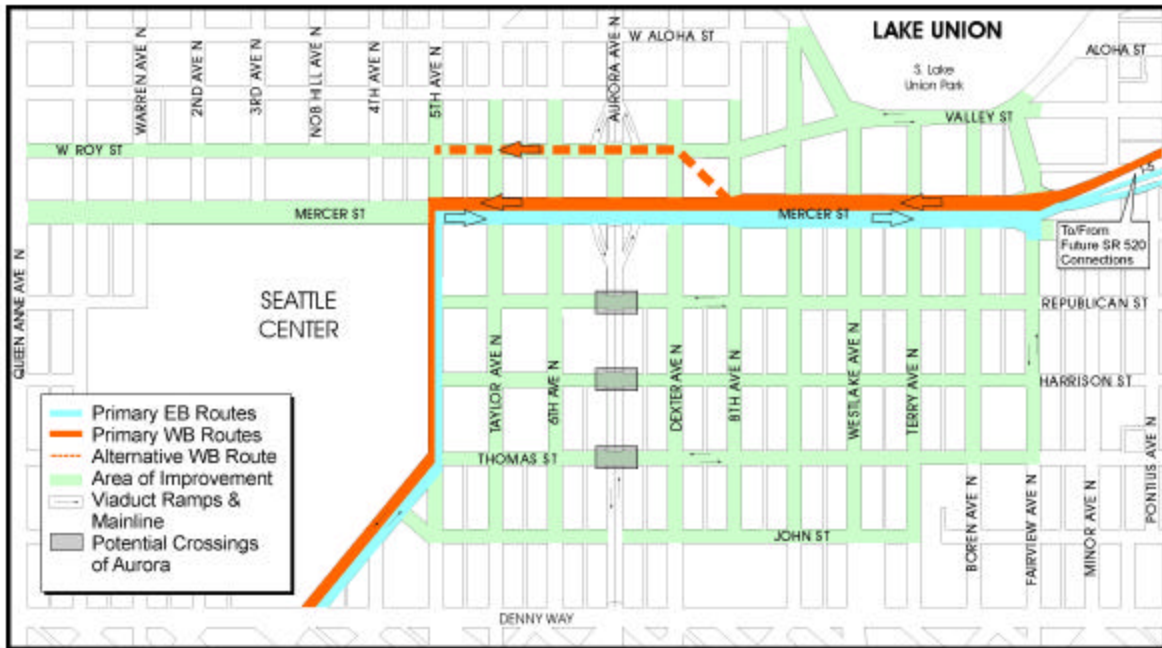 LAKE UNION
W ALOHA ST
ALOHA ST
S. Lake
Union Park
WARREN AVE N
2ND AVE N
3RD AVE N
NOB HILL AVE N
4TH AVE N
5TH AVE N
AURORA AVE N
VALLEY ST
W ROY ST
I-5
MERCER ST
MERCER ST
To/From
Future SR 520
Connections
QUEEN ANNE AVE N
SEATTLE
CENTER
REPUBLICAN ST
TAYLOR AVE N
6TH AVE N
DEXTER AVE N
8TH AVE N
WESTLAKE AVE N
TERRY AVE N
HARRISON ST
THOMAS ST
BOREN AVE N
FAIRVIEW AVE N
MINOR AVE N
PONTIUS AVE N
JOHN ST
DENNY WAY
Primary EB Routes
Primary WB Routes
Alternative WB Route
Area of Improvement
Viaduct Ramps &
Mainline
Potential Crossings
of Aurora